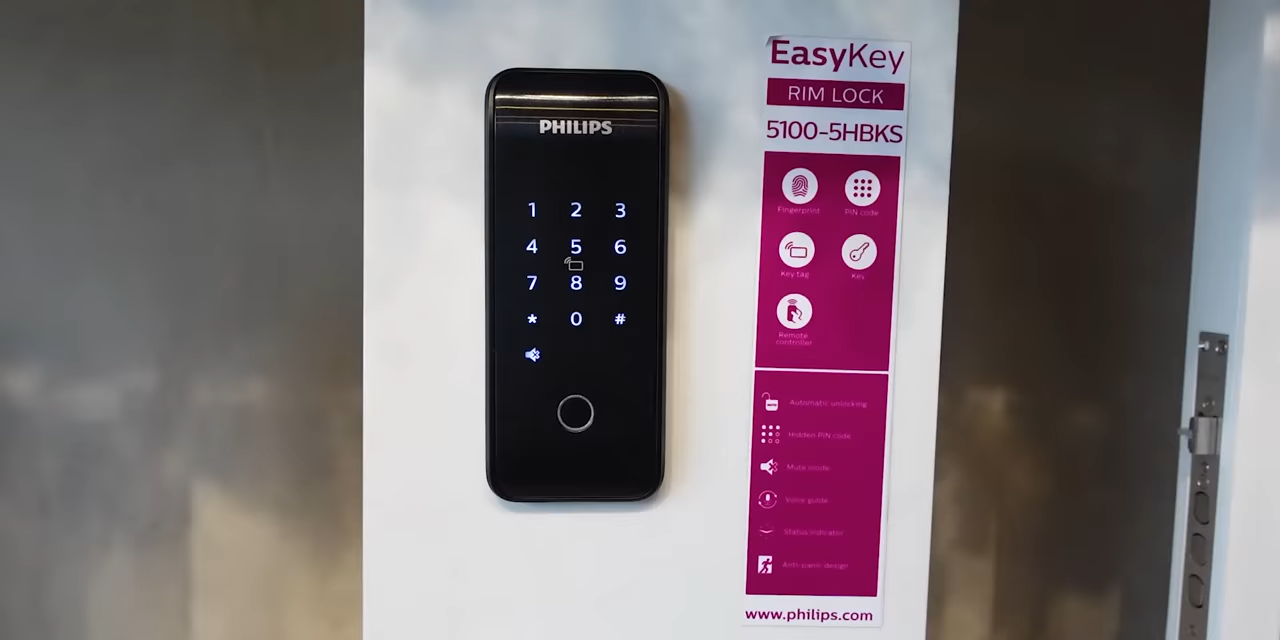 PHILIPS
1 2 3
4 5 6
7 8 9
* 0 #
EasyKey
RIM LOCK
5100-5HBKS
Fingerprint PIN code
Key tag Key
Remote
controller
Automatic unlocking
Hidden PIN code
Mute mode
Voice guide
Status indicator
Anti-panic design
www.philips.com